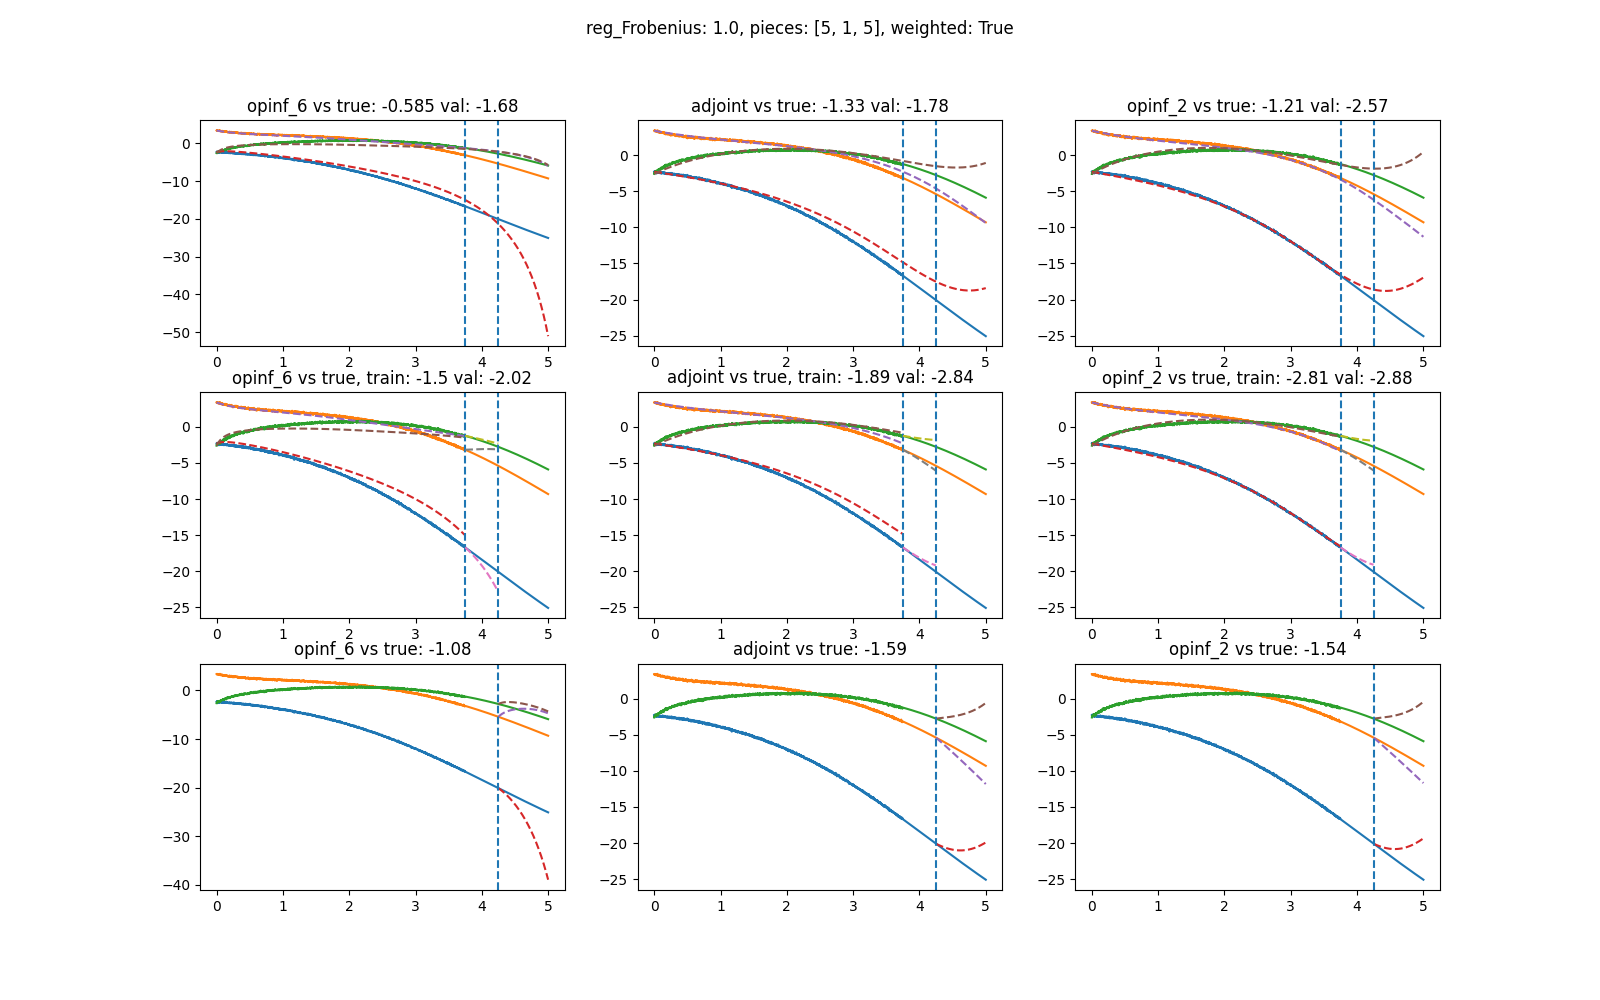 reg_Frobenius: 1.0, pieces: [5, 1, 5], weighted: True
opinf_6 vs true: -0.585 val: -1.68
adjoint vs true: -1.33 val: -1.78
opinf_2 vs true: -1.21 val: -2.57
0
−10
−20
−30
−40
−50
0 1 2 3 4 5
0
−5
−10
−15
−20
−25
0 1 2 3 4 5
0
−5
−10
−15
−20
−25
0 1 2 3 4 5
opinf_6 vs true, train: -1.5 val: -2.02
adjoint vs true, train: -1.89 val: -2.84
opinf_2 vs true, train: -2.81 val: -2.88
0
−5
−10
−15
−20
−25
0 1 2 3 4 5
0
−5
−10
−15
−20
−25
0 1 2 3 4 5
0
−5
−10
−15
−20
−25
0 1 2 3 4 5
opinf_6 vs true: -1.08
adjoint vs true: -1.59
opinf_2 vs true: -1.54
0
−10
−20
−30
−40
0 1 2 3 4 5
0
−5
−10
−15
−20
−25
0 1 2 3 4 5
0
−5
−10
−15
−20
−25
0 1 2 3 4 5